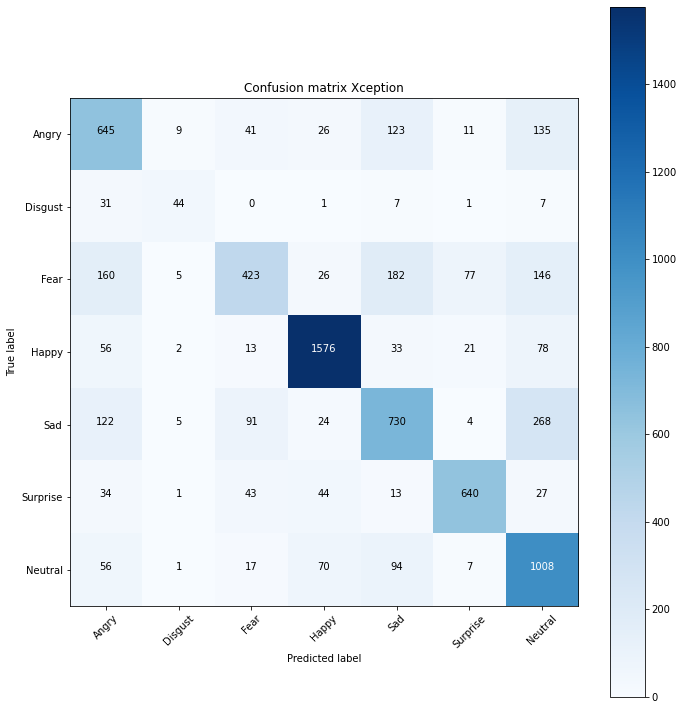 Confusion matrix Xception
True label
Angry 645 9 41 26 123 11 135
Disgust 31 44 0 1 7 1 7
Fear 160 5 423 26 182 77 146
Happy 56 2 13 1576 33 21 78
Sad 122 5 91 24 730 4 268
Surprise 34 1 43 44 13 640 27
Neutral 56 1 17 70 94 7 1008
Angry Disgust Fear Happy Sad Surprise Neutral
Predicted label
1400
1200
1000
800
600
400
200
0